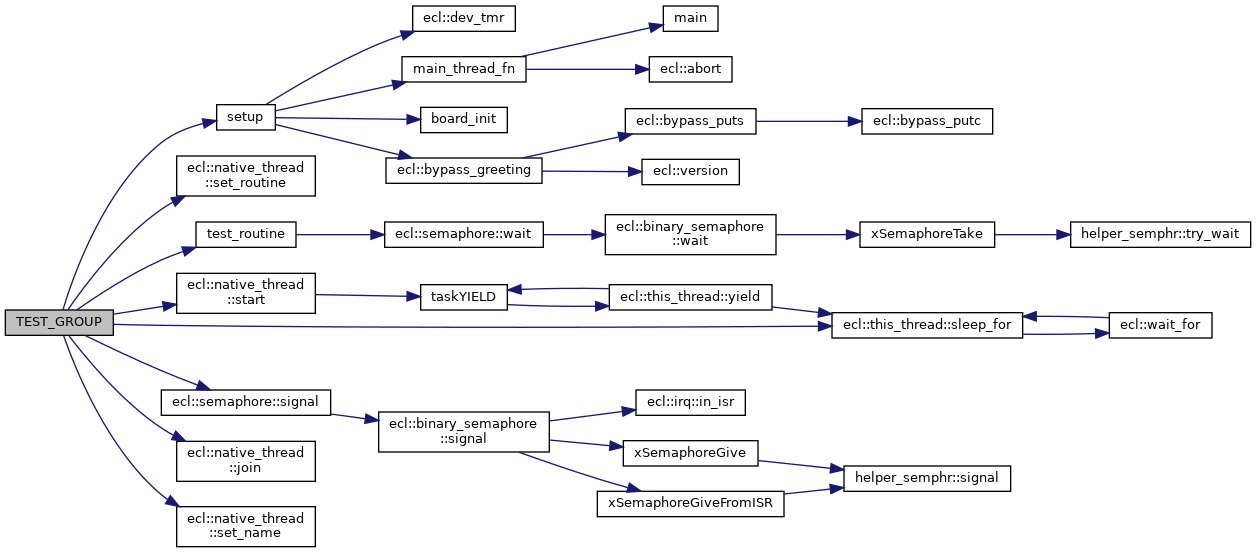 ecl::dev_tmr
main
main_thread_fn
ecl::abort
setup
board_init
ecl::bypass_puts
ecl::bypass_putc
ecl::bypass_greeting
ecl::version
ecl::native_thread
::set_routine
test_routine
ecl::semaphore::wait
ecl::binary_semaphore
::wait
xSemaphoreTake
helper_semphr::try_wait
ecl::native_thread
::start
taskYIELD
ecl::this_thread::yield
TEST_GROUP
ecl::this_thread::sleep_for
ecl::wait_for
ecl::semaphore::signal
ecl::binary_semaphore
::signal
ecl::irq::in_isr
xSemaphoreGive
helper_semphr::signal
xSemaphoreGiveFromISR
ecl::native_thread
::join
ecl::native_thread
::set_name